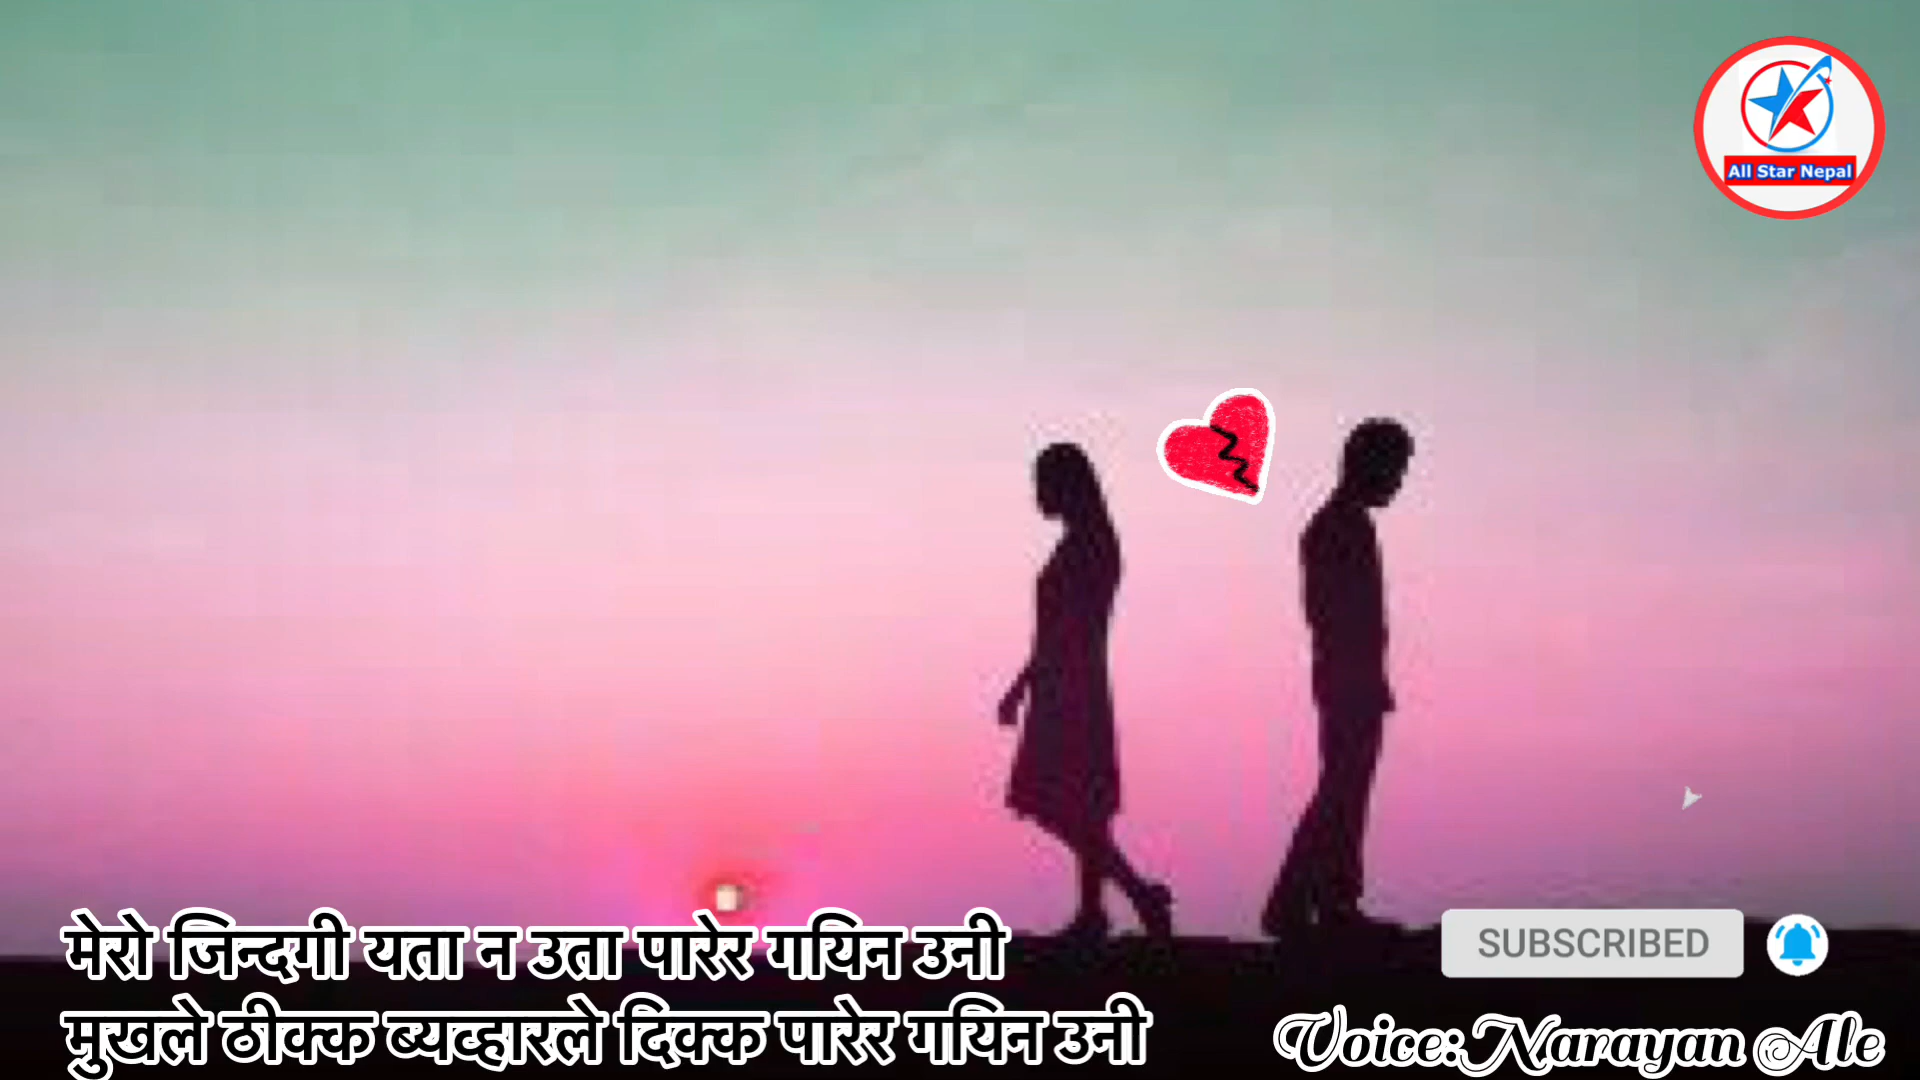 All Star Nepal
मेरो जिन्दगी यता न उता पारेर गयिन उनी
मुखले ठीक्क ब्यव्हारले दिक्क पारेर गयिन उनी
SUBSCRIBED
Voice:Narayan Ale